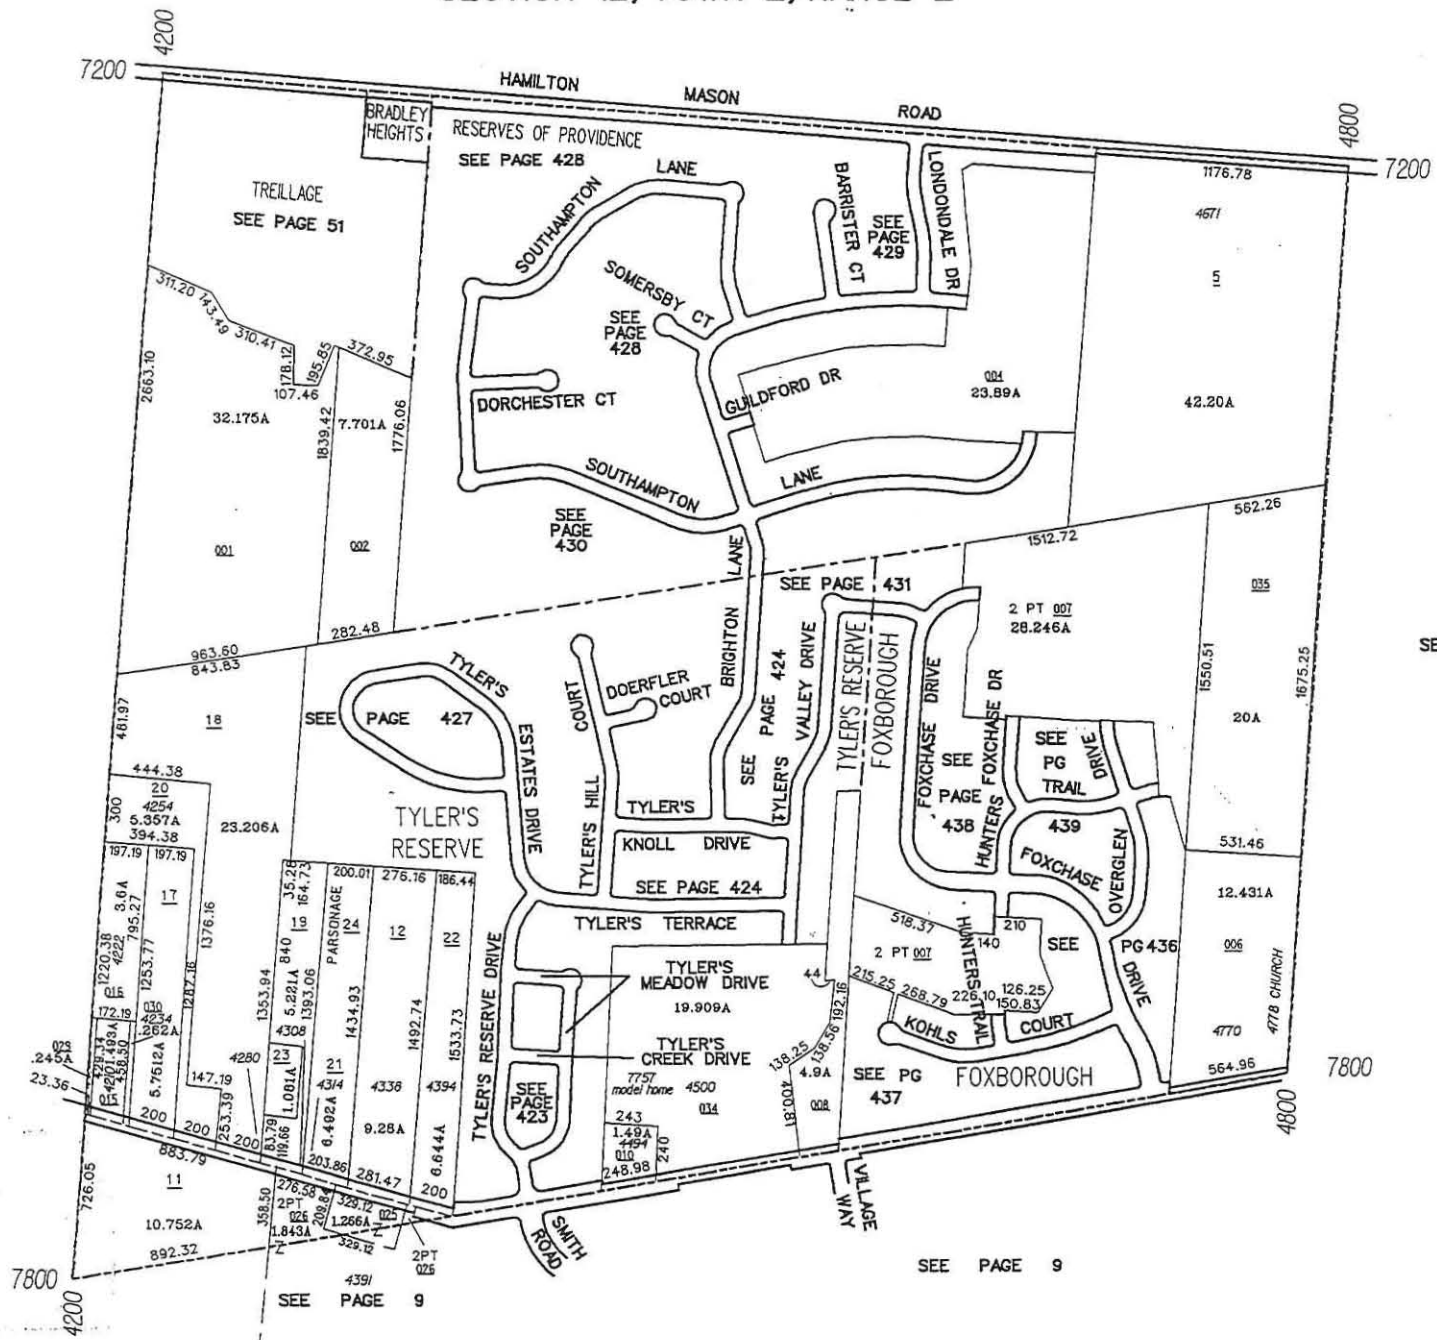 4200
7200
HAMILTON MASON ROAD
4800
7200
BRADLEY
HEIGHTS
RESERVES OF PROVIDENCE
SEE PAGE 428
TREILLAGE
SEE PAGE 51
SOUTHAMPTON LANE
BARRISTER CT
SEE
PAGE
429
LONDONDALE DR
1176.78
4671
5
42.20A
311.20
143.49
310.41
178.12
107.46
195.85
372.95
2663.10
32.175A
1839.42
7.701A
1776.06
SOMERSBY CT
SEE
PAGE
428
DORCHESTER CT
GUILDFORD DR
004
23.89A
SOUTHAMPTON LANE
SEE
PAGE
430
001
002
562.26
1512.72
282.48
963.60
843.83
BRIGHTON LANE
SEE PAGE 431
2 PT 007
28.246A
035
1550.51
1675.25
20A
SE
461.97
18
SEE PAGE 427
TYLER'S
ESTATES DRIVE
DOERFLER
COURT
TYLER'S HILL COURT
SEE PAGE 424
TYLER'S VALLEY DRIVE
TYLER'S RESERVE
FOXBOROUGH
FOXCHASE DRIVE
SEE
PAGE
438
HUNTERS FOXCHASE DR
SEE
PG
TRAIL
439
DRIVE
444.38
20
4254
5.357A
394.38
300
23.206A
TYLER'S
RESERVE
TYLER'S
KNOLL DRIVE
SEE PAGE 424
TYLER'S TERRACE
FOXCHASE
OVERGLEN
DRIVE
531.46
12.431A
006
4770
4778 CHURCH
564.96
197.19
197.19
3.6A
795.27
17
1376.16
1220.38
4222
1253.77
016
030
172.19
4234
.262A
35.28
164.73
200.01
276.16
186.44
19
PARSONAGE
24
12
22
840
5.221A
1393.06
1434.93
1492.74
1533.73
1353.94
4308
23
1.001A
21
4314
6.492A
4338
9.28A
4394
6.644A
029
.245A
23.36
429.34
4210
1.493A
458.50
015
5.7512A
147.19
253.39
4280
83.79
119.66
200
200
200
883.79
203.86
281.47
200
TYLER'S RESERVE DRIVE
TYLER'S
MEADOW DRIVE
19.909A
TYLER'S
CREEK DRIVE
SEE
PAGE
423
7757
model home
4500
034
243
1.49A
4494
010
240
248.98
44
192.16
138.25
138.56
4.9A
400.81
008
518.37
2 PT 007
215.25
268.79
140
210
HUNTERS TRAIL
226.10
126.25
150.83
SEE
PG 436
KOHLS COURT
SEE PG
437
FOXBOROUGH
7800
4800
726.05
11
10.752A
892.32
358.50
276.58
2PT
026
1.843A
209.84
329.12
1.266A
025
329.12
2PT
026
4391
SMITH
ROAD
VILLAGE
WAY
7800
4200
SEE PAGE 9
SEE PAGE 9